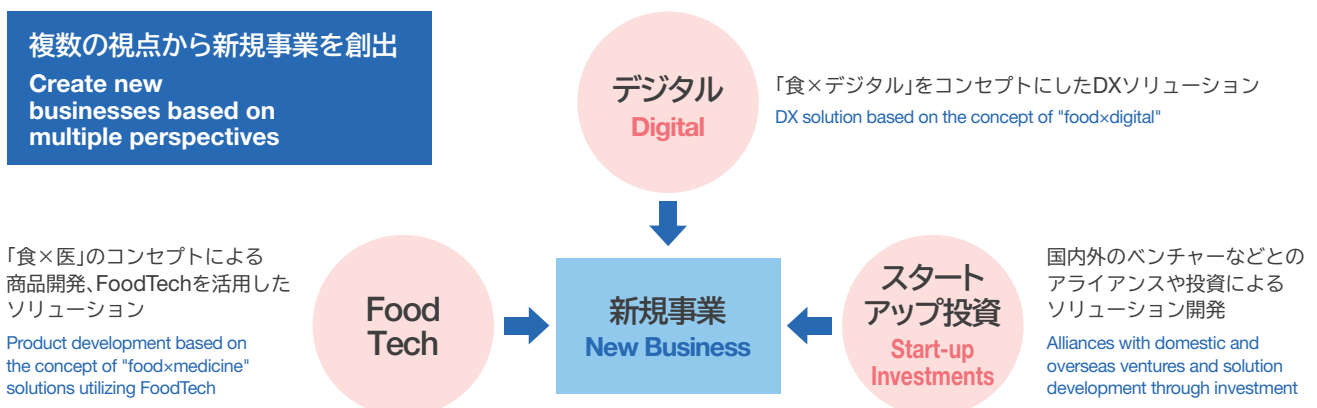 複数の視点から新規事業を創出
Create new
businesses based on
multiple perspectives
デジタル
Digital
「食×デジタル」をコンセプトにしたDXソリューション
DX solution based on the concept of "food×digital"
「食×医」のコンセプトによる
商品開発、FoodTechを活用した
ソリューション
Product development based on
the concept of "food×medicine"
solutions utilizing FoodTech
Food
Tech
新規事業
New Business
スタート
アップ投資
Start-up
Investments
国内外のベンチャーなどとの
アライアンスや投資による
ソリューション開発
Alliances with domestic and
overseas ventures and solution
development through investment